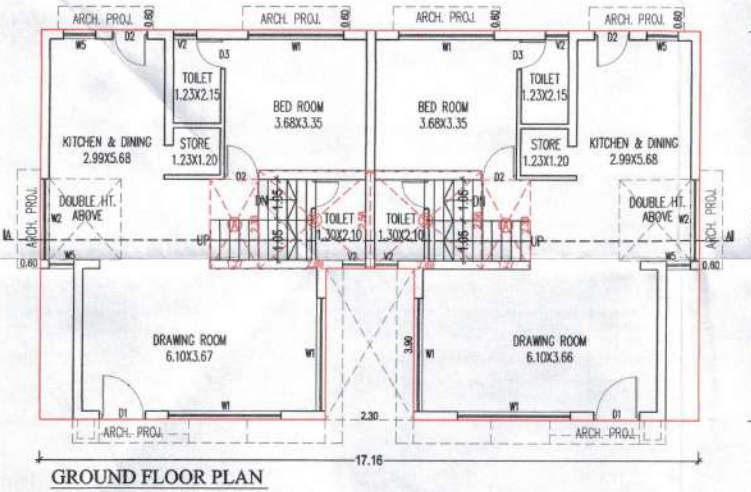 ARCH. PROJ. 0.60 ARCH. PROJ. ARCH. PROJ. 0.60 ARCH. PROJ. 0.60
W5 D2 V2 W1 W1 V2 D2 W5
D3 D3
TOILET
1.23X2.15
BED ROOM
3.68X3.35
BED ROOM
3.68X3.35
TOILET
1.23X2.15
KITCHEN & DINING
2.99X5.68
STORE
1.23X1.20
STORE
1.23X1.20
KITCHEN & DINING
2.99X5.68
D2 D2
ARCH. PROJ.
W2
DOUBLE HT.
ABOVE
DN
1.05
1.05
UP
TOILET
1.30X2.10
TOILET
1.30X2.10
DN
1.05
1.05
UP
DOUBLE HT.
ABOVE
W2
ARCH. PROJ.
0.60 W5 1.27 V2 V2 1.27 W5 0.60
DRAWING ROOM
6.10X3.67
W1
3.90
W1
DRAWING ROOM
6.10X3.66
D1 W1 2.30 W1 D1
ARCH. PROJ. ARCH. PROJ.
17.16
GROUND FLOOR PLAN